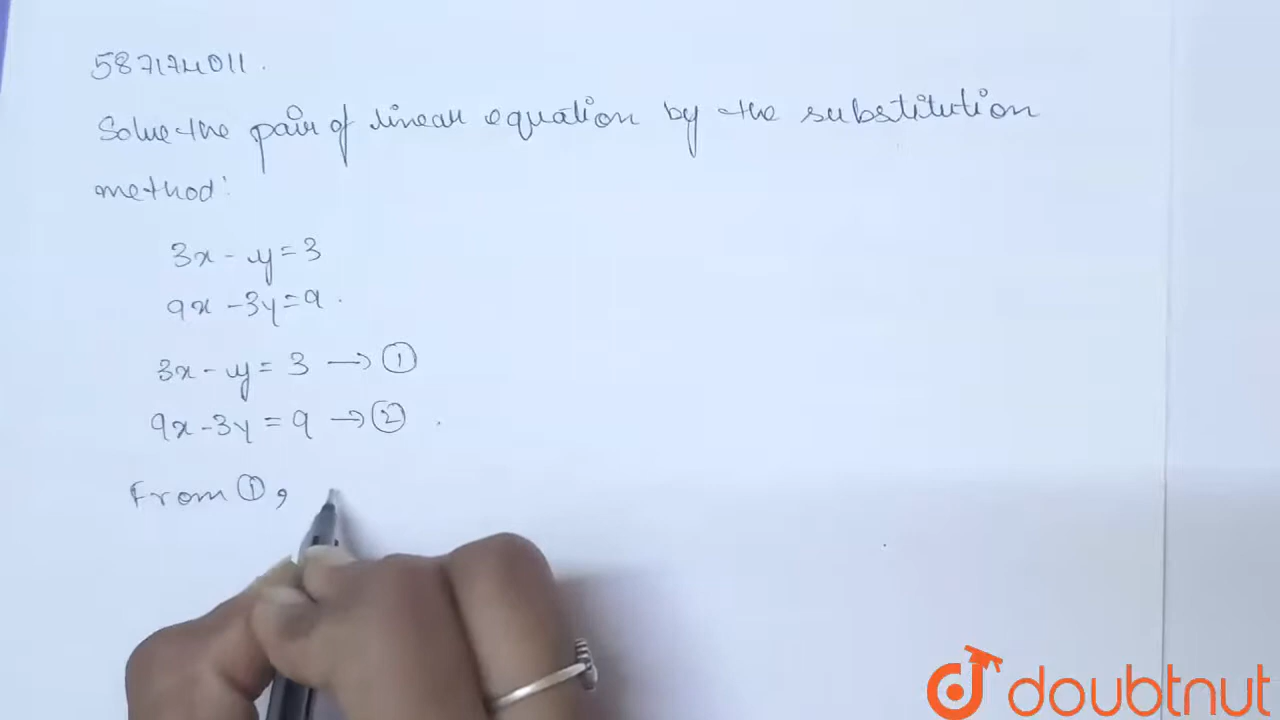 587174011.
Solve the pair of linear equation by the substitution
method:
3x - y = 3
9x - 3y = 9.
3x - y = 3 → ①
9x - 3y = 9 → ②
From ①,
doubtnut